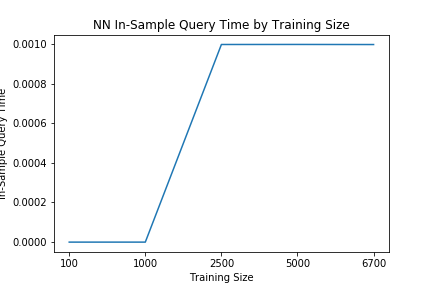 NN In-Sample Query Time by Training Size
In-Sample Query Time
0.0010
0.0008
0.0006
0.0004
0.0002
0.0000
100 1000 2500 5000 6700
Training Size